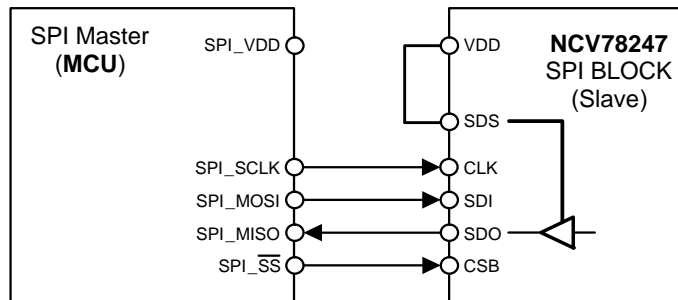 SPI Master
(MCU)
SPI_VDD
SPI_SCLK
SPI_MOSI
SPI_MISO
SPI_SS
VDD
SDS
CLK
SDI
SDO
CSB
NCV78247
SPI BLOCK
(Slave)